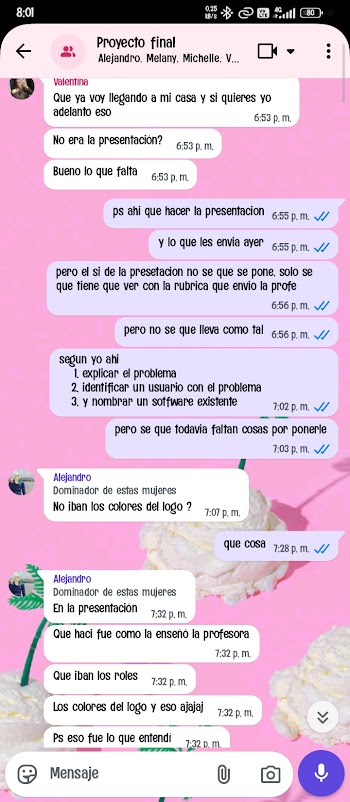 8:01
0,25
kB/s
4G
80
Proyecto final
Alejandro, Melany, Michelle, V...
Valentina
Que ya voy llegando a mi casa y si quieres yo
adelanto eso
6:53 p. m.
No era la presentación?
6:53 p. m.
Bueno lo que falta
6:53 p. m.
ps ahi que hacer la presentacion
6:55 p. m.
y lo que les envia ayer
6:55 p. m.
pero el si de la presetacion no se que se pone, solo se
que tiene que ver con la rubrica que envio la profe
6:56 p. m.
pero no se que lleva como tal
6:56 p. m.
segun yo ahi
1. explicar el problema
2. identificar un usuario con el problema
3. y nombrar un sotfware existente
7:02 p. m.
pero se que todavia faltan cosas por ponerle
7:03 p. m.
Alejandro
Dominador de estas mujeres
No iban los colores del logo ?
7:07 p. m.
que cosa
7:28 p. m.
Alejandro
Dominador de estas mujeres
En la presentación
7:32 p. m.
Que haci fue como la enseñó la profesora
7:32 p. m.
Que iban los roles
7:32 p. m.
Los colores del logo y eso ajajaj
7:32 p. m.
Ps eso fue lo que entendí
7:32 p. m.
Mensaje